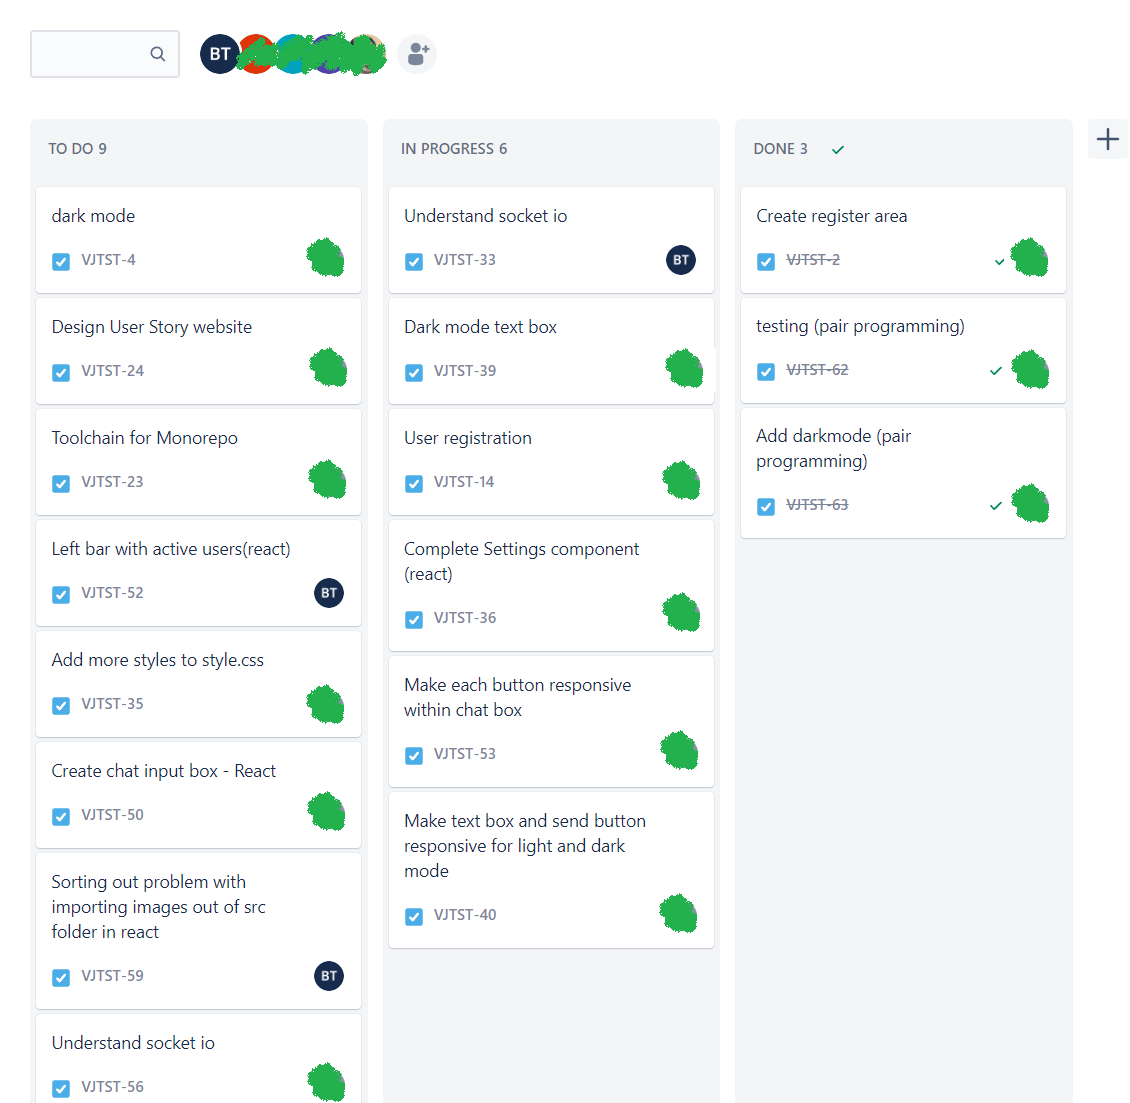 BT
TO DO 9
dark mode
VJTST-4
Design User Story website
VJTST-24
Toolchain for Monorepo
VJTST-23
Left bar with active users(react)
VJTST-52
BT
Add more styles to style.css
VJTST-35
Create chat input box - React
VJTST-50
Sorting out problem with
importing images out of src
folder in react
VJTST-59
BT
Understand socket io
VJTST-56
IN PROGRESS 6
Understand socket io
VJTST-33
BT
Dark mode text box
VJTST-39
User registration
VJTST-14
Complete Settings component
(react)
VJTST-36
Make each button responsive
within chat box
VJTST-53
Make text box and send button
responsive for light and dark
mode
VJTST-40
DONE 3
Create register area
VJTST-2
testing (pair programming)
VJTST-62
Add darkmode (pair
programming)
VJTST-63